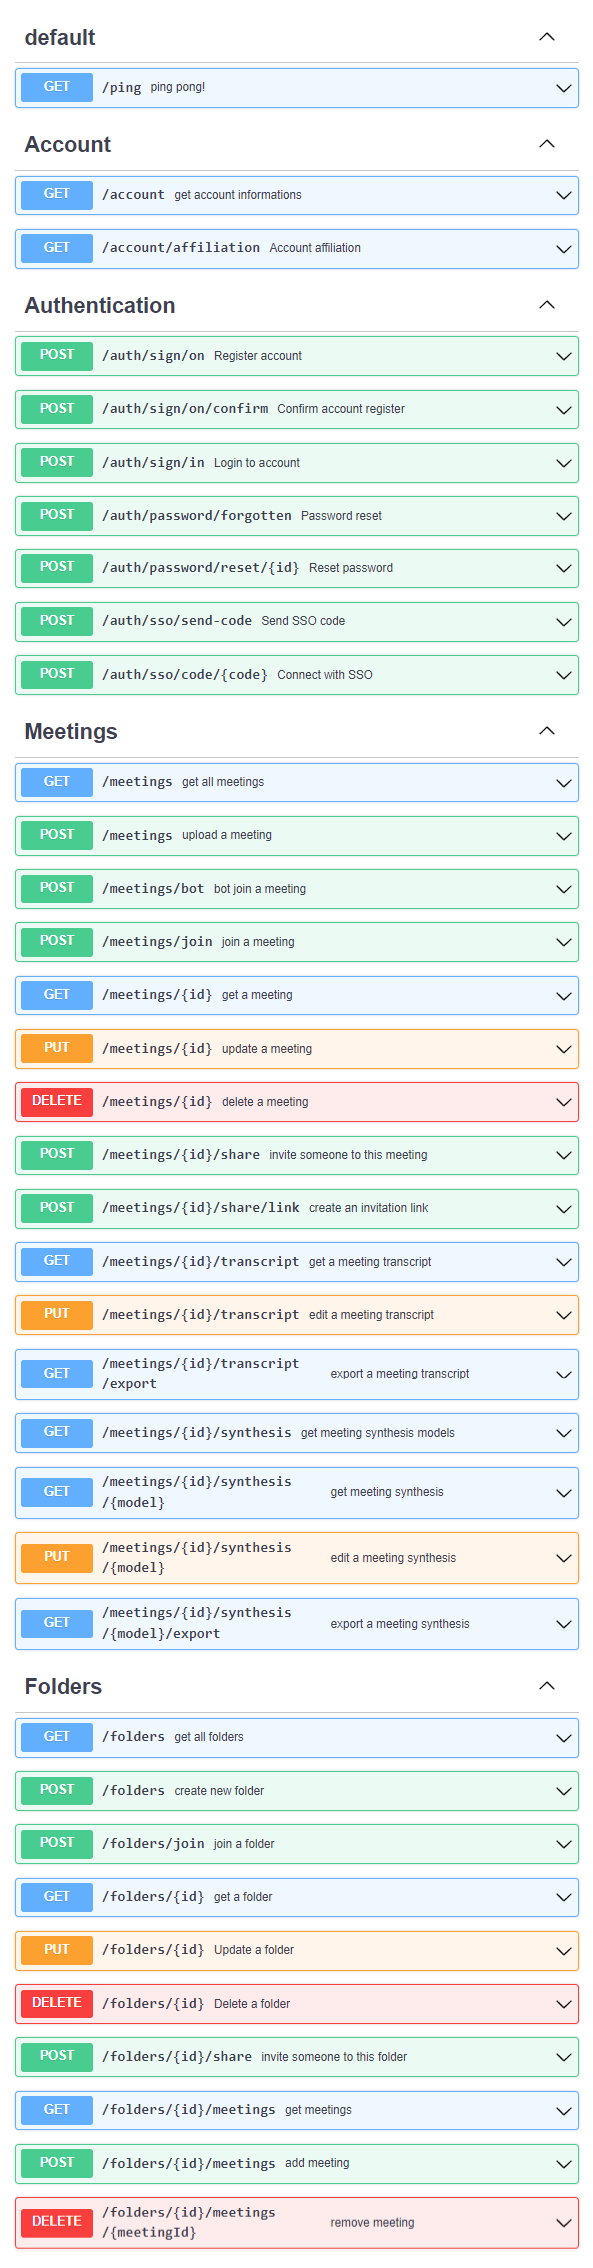 default
GET /ping ping pong!
Account
GET /account get account informations
GET /account/affiliation Account affiliation
Authentication
POST /auth/sign/on Register account
POST /auth/sign/on/confirm Confirm account register
POST /auth/sign/in Login to account
POST /auth/password/forgotten Password reset
POST /auth/password/reset/{id} Reset password
POST /auth/sso/send-code Send SSO code
POST /auth/sso/code/{code} Connect with SSO
Meetings
GET /meetings get all meetings
POST /meetings upload a meeting
POST /meetings/bot bot join a meeting
POST /meetings/join join a meeting
GET /meetings/{id} get a meeting
PUT /meetings/{id} update a meeting
DELETE /meetings/{id} delete a meeting
POST /meetings/{id}/share invite someone to this meeting
POST /meetings/{id}/share/link create an invitation link
GET /meetings/{id}/transcript get a meeting transcript
PUT /meetings/{id}/transcript edit a meeting transcript
GET /meetings/{id}/transcript
/export export a meeting transcript
GET /meetings/{id}/synthesis get meeting synthesis models
GET /meetings/{id}/synthesis
/{model} get meeting synthesis
PUT /meetings/{id}/synthesis
/{model} edit a meeting synthesis
GET /meetings/{id}/synthesis
/{model}/export export a meeting synthesis
Folders
GET /folders get all folders
POST /folders create new folder
POST /folders/join join a folder
GET /folders/{id} get a folder
PUT /folders/{id} Update a folder
DELETE /folders/{id} Delete a folder
POST /folders/{id}/share invite someone to this folder
GET /folders/{id}/meetings get meetings
POST /folders/{id}/meetings add meeting
DELETE /folders/{id}/meetings
/{meetingId} remove meeting